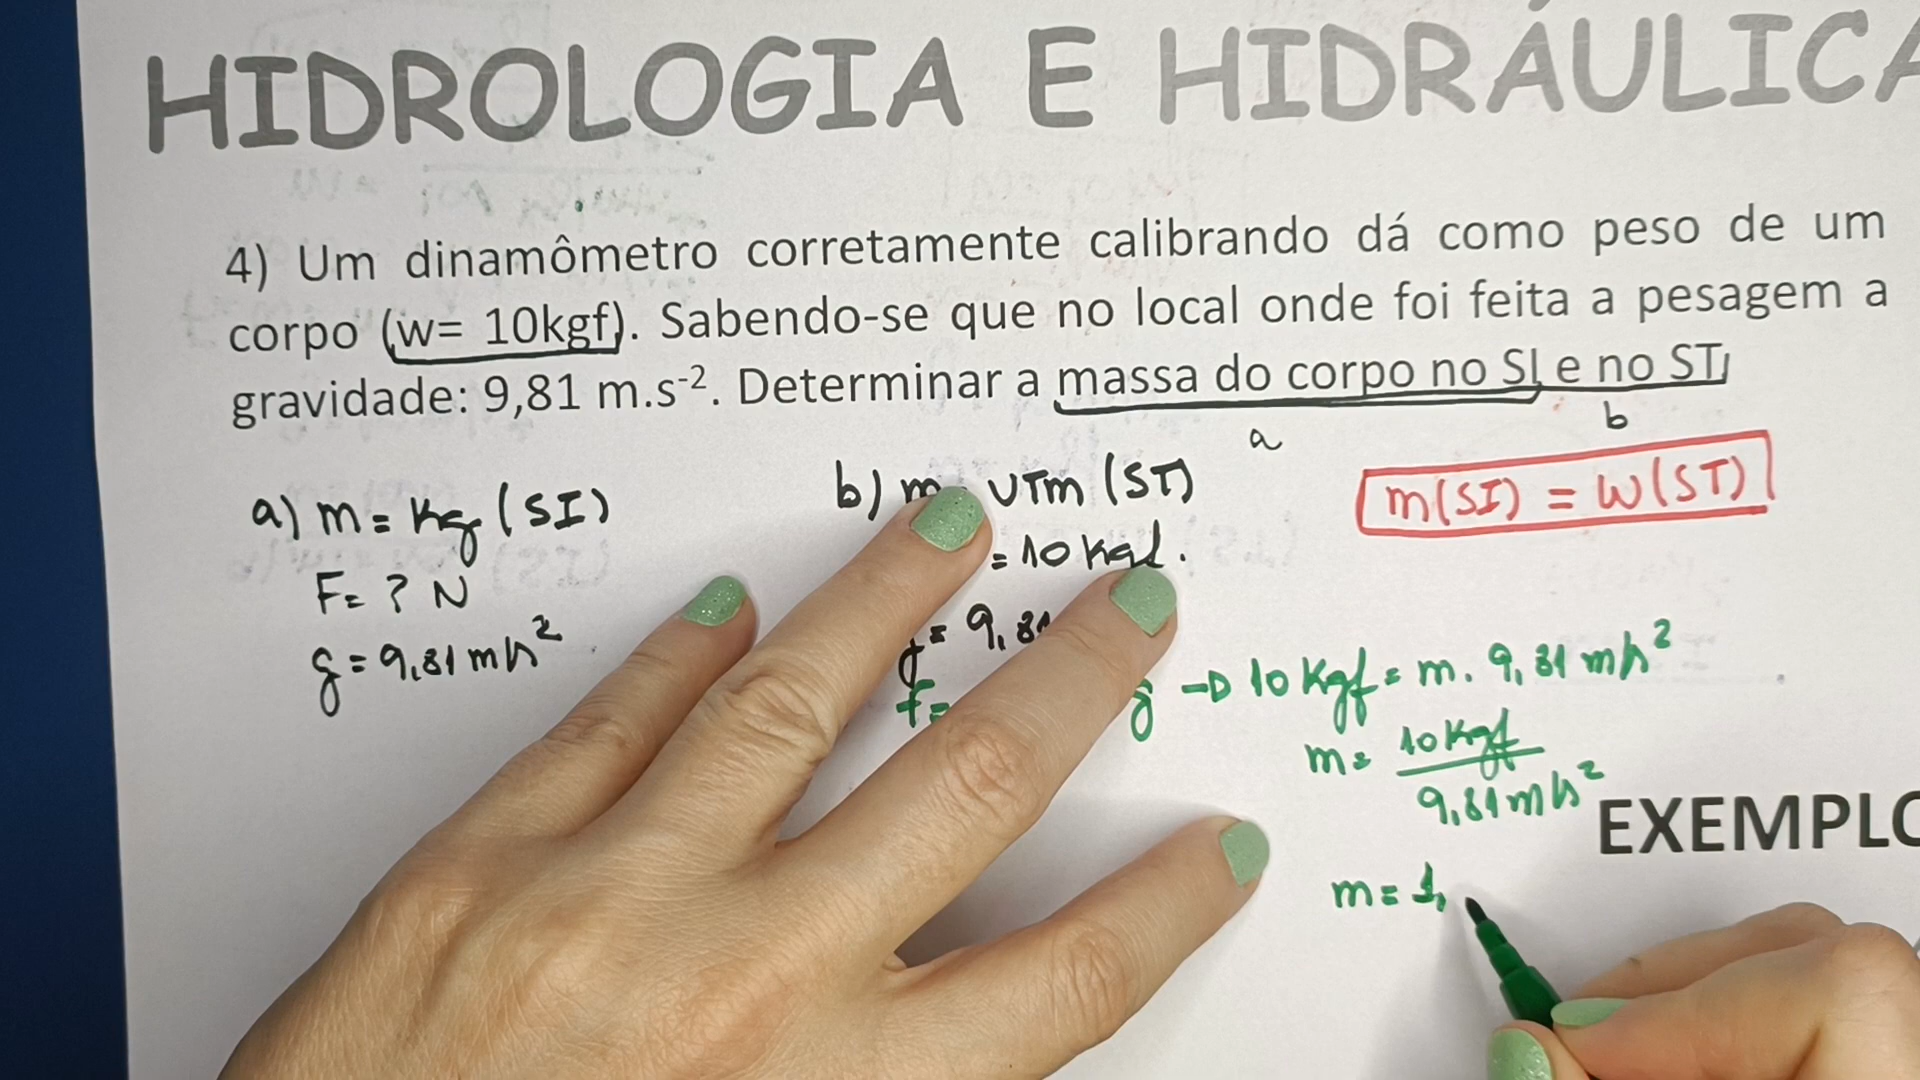 HIDROLOGIA E HIDRÁULICA
4) Um dinamômetro corretamente calibrando dá como peso de um
corpo (w= 10kgf). Sabendo-se que no local onde foi feita a pesagem a
gravidade: 9,81 m.s-2. Determinar a massa do corpo no SI e no ST,
a
b
m(SI) = W(ST)
a) m = Kg (SI)
F= ? N
g = 9,81 m/s²
b) m UTm (ST)
= 10 Kgf.
g = 9,81
F= g → 10 Kgf = m. 9,81 m/s²
m = 10 Kgf
9,81 m/s²
EXEMPLO
m = 1,